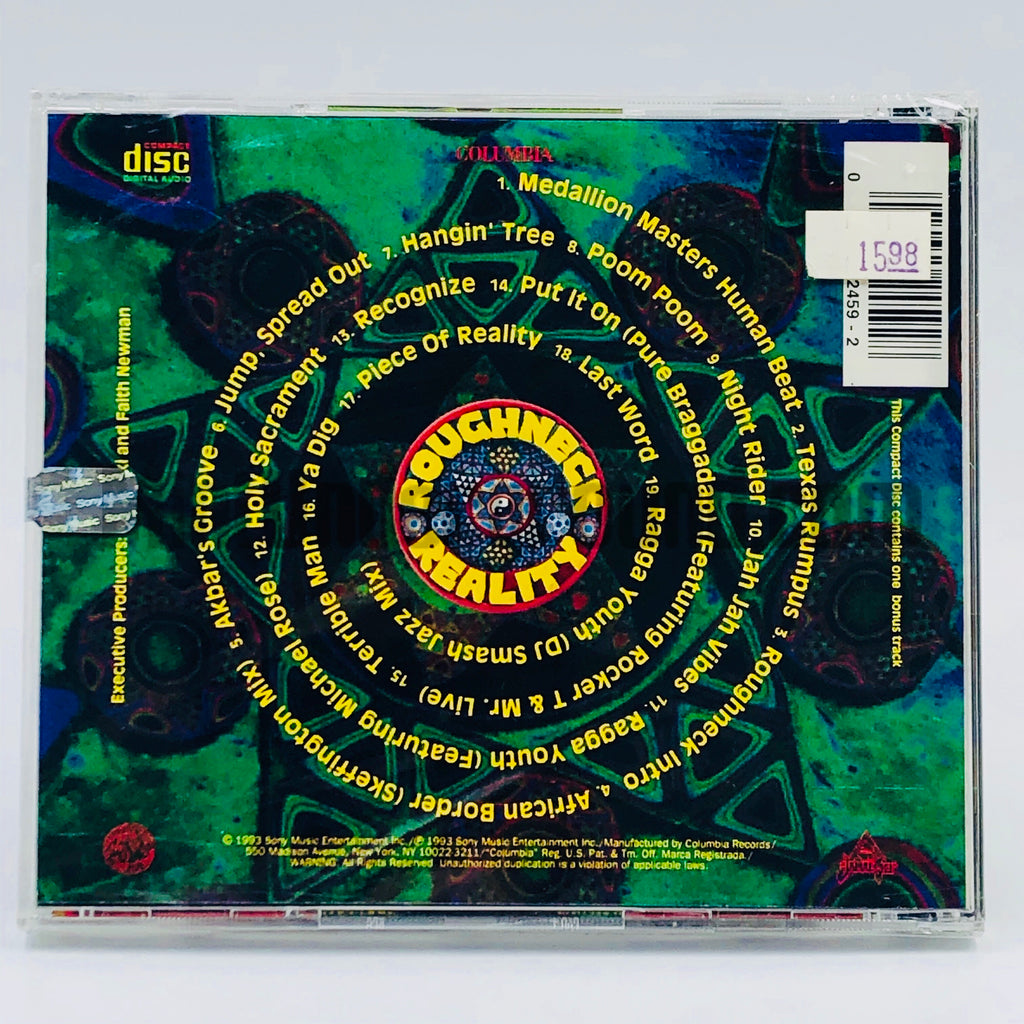 COMPACT
disc
DIGITAL AUDIO
COLUMBIA
1. Medallion Masters Human Beat 2. Texas Rumpus 3. Roughneck Intro 4. African Border (Skeffington Mix) 5. Akbar's Groove 6. Jump, Spread Out 7. Hangin' Tree 8. Poom Poom 9. Night Rider 10. Jah Jah Vibes 11. Ragga Youth (Featuring Michael Rose) 12. Holy Sacrament 13. Recognize 14. Put It On (Pure Braggadap) (Featuring Rocker T & Mr. Live) 15. Terrible Man 16. Ya Dig 17. Piece Of Reality 18. Last Word 19. Ragga Youth (DJ Smash Jazz Mix)
ROUGHNECK
REALITY
0
1598
2459-2
This Compact Disc contains one bonus track
Executive Producers: and Faith Newman
Music Sony
© 1993 Sony Music Entertainment Inc./℗ 1993 Sony Music Entertainment Inc./Manufactured by Columbia Records/
550 Madison Avenue, New York, NY 10022-3211/"Columbia" Reg. U.S. Pat. & Tm. Off. Marca Registrada./
WARNING: All Rights Reserved. Unauthorized duplication is a violation of applicable laws.